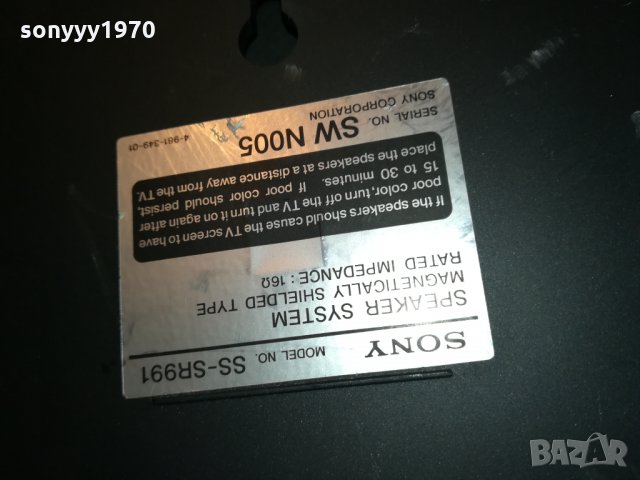 sonyyy1970
SONY MODEL NO. SS-SR991
SPEAKER SYSTEM
MAGNETICALLY SHIELDED TYPE
RATED IMPEDANCE : 16Ω
If the speakers should cause the TV screen to have
poor color, turn off the TV and turn it on again after
15 to 30 minutes. If poor color should persist,
place the speakers at a distance away from the TV.
SERIAL NO. SW N005
SONY CORPORATION 4-981-349-01
BAZAR